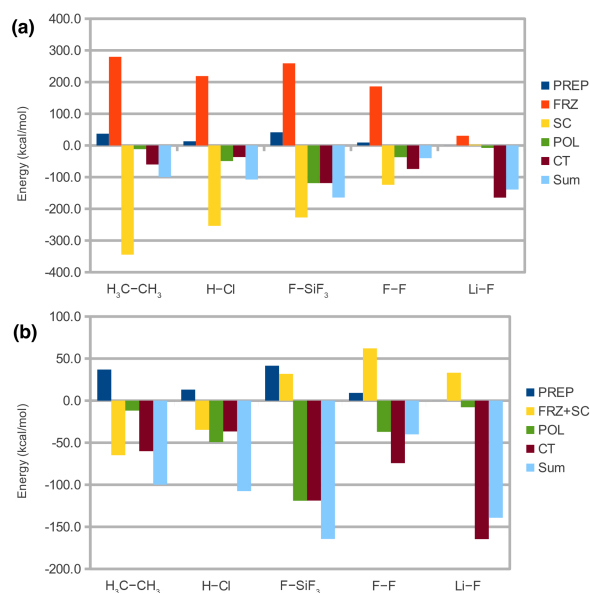 (a)
400.0
300.0
200.0
100.0
0.0
-100.0
-200.0
-300.0
-400.0
Energy (kcal/mol)
H₃C−CH₃ H−Cl F−SiF₃ F−F Li−F
PREP
FRZ
SC
POL
CT
Sum
(b)
100.0
50.0
0.0
-50.0
-100.0
-150.0
-200.0
Energy (kcal/mol)
H₃C−CH₃ H−Cl F−SiF₃ F−F Li−F
PREP
FRZ+SC
POL
CT
Sum